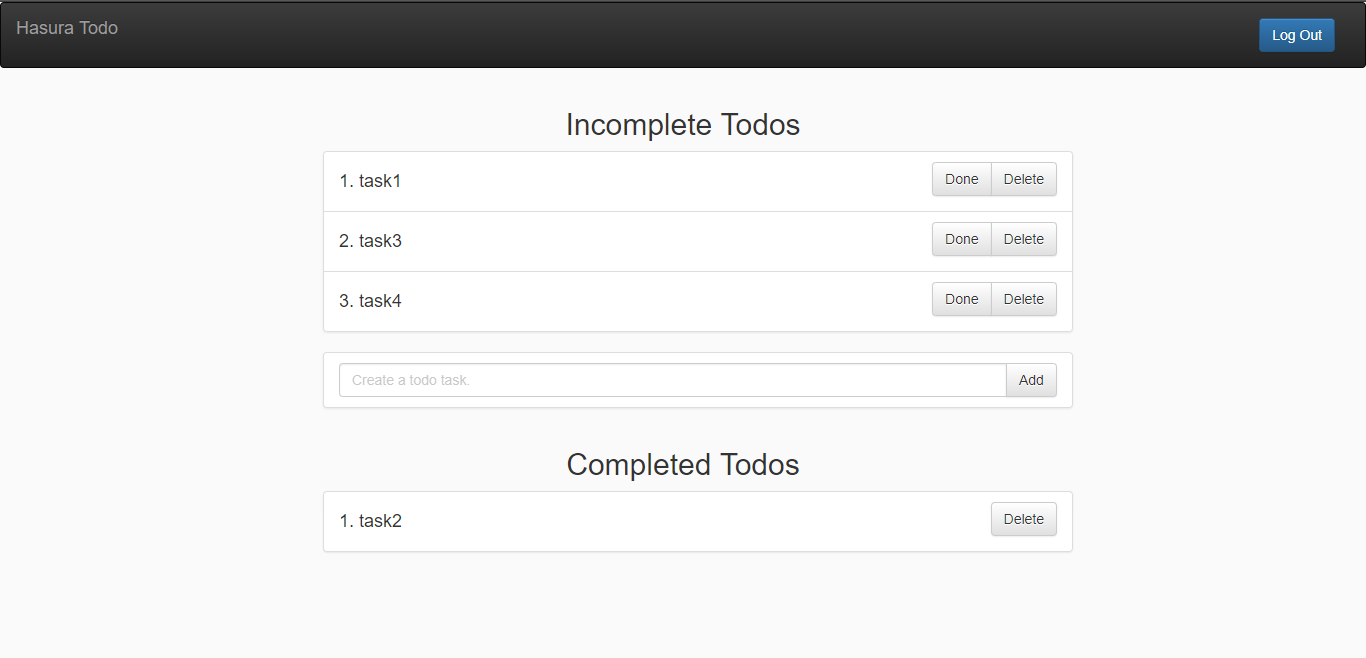 Hasura Todo
Log Out
Incomplete Todos
1. task1 Done Delete
2. task3 Done Delete
3. task4 Done Delete
Create a todo task. Add
Completed Todos
1. task2 Delete